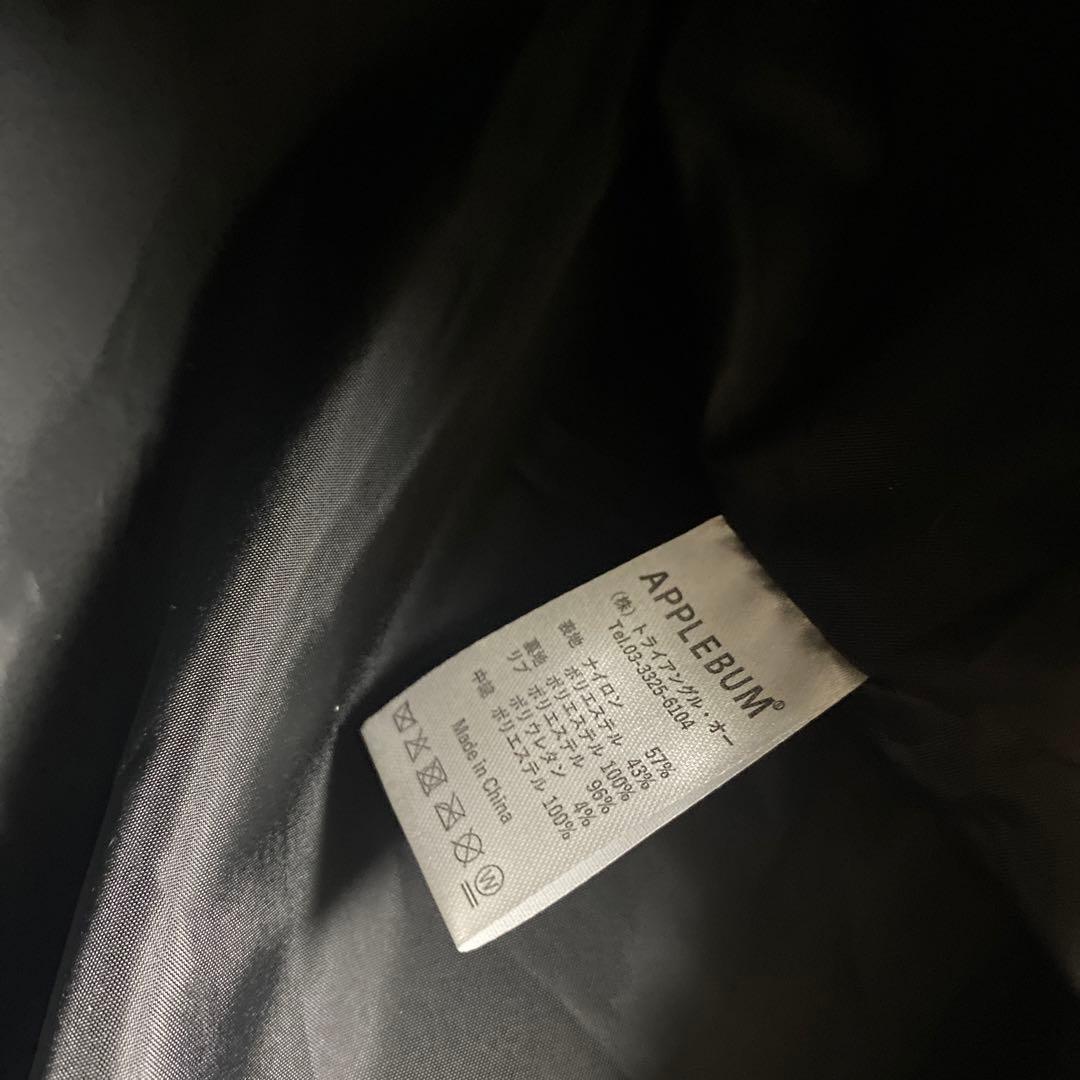 APPLEBUM®
(株)トライアングル・オー
Tel.03-3325-6104
表地 ナイロン 57%
ポリエステル 43%
裏地 ポリエステル 100%
リブ ポリエステル 96%
ポリウレタン 4%
中綿 ポリエステル 100%
Made in China
W